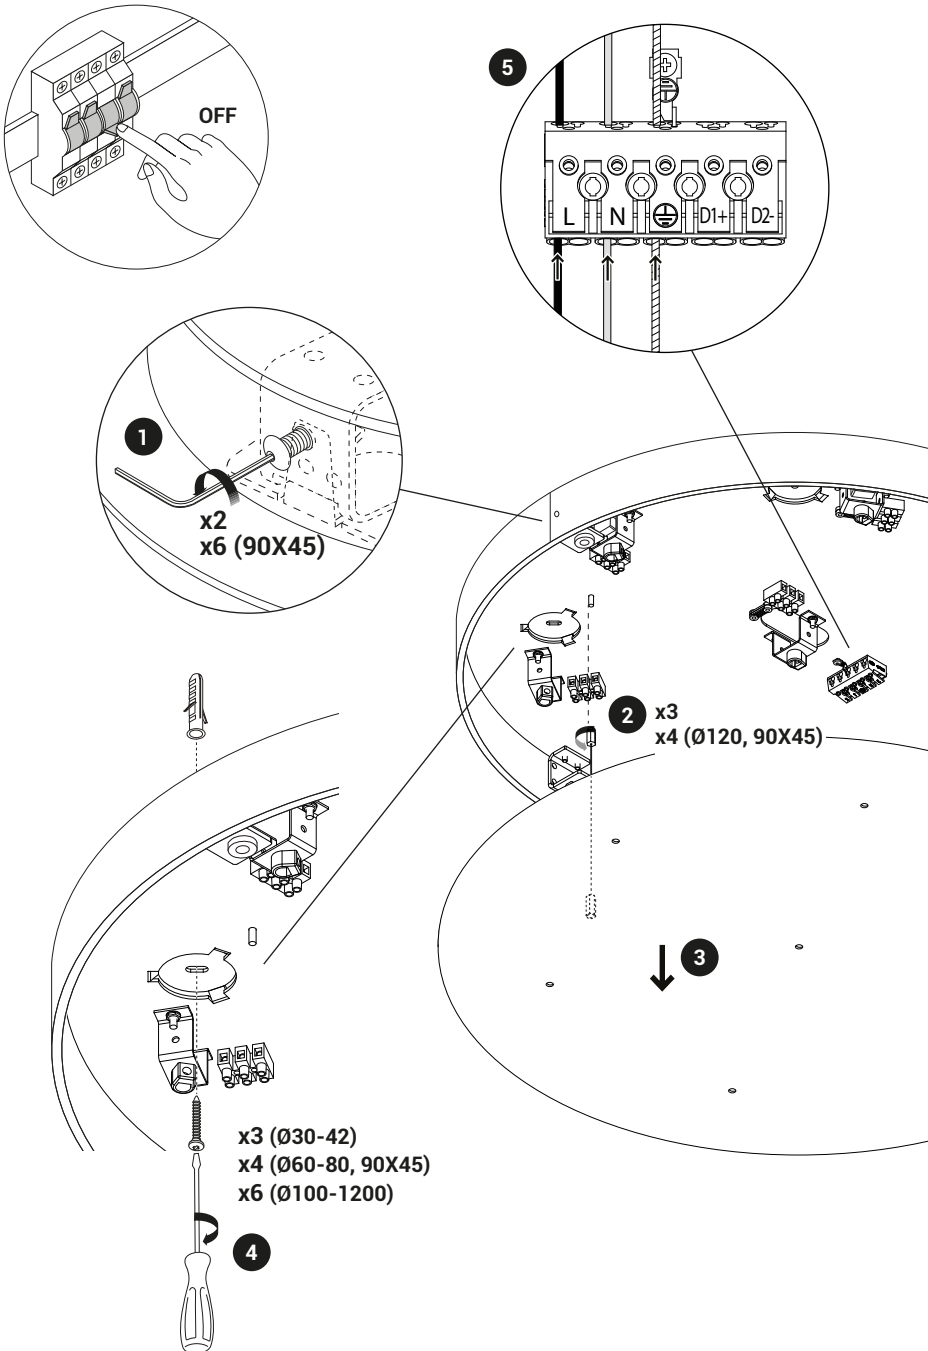 OFF
5
L N D1+ D2-
1
x2
x6 (90X45)
2
x3
x4 (Ø120, 90X45)
3
x3 (Ø30-42)
x4 (Ø60-80, 90X45)
x6 (Ø100-1200)
4